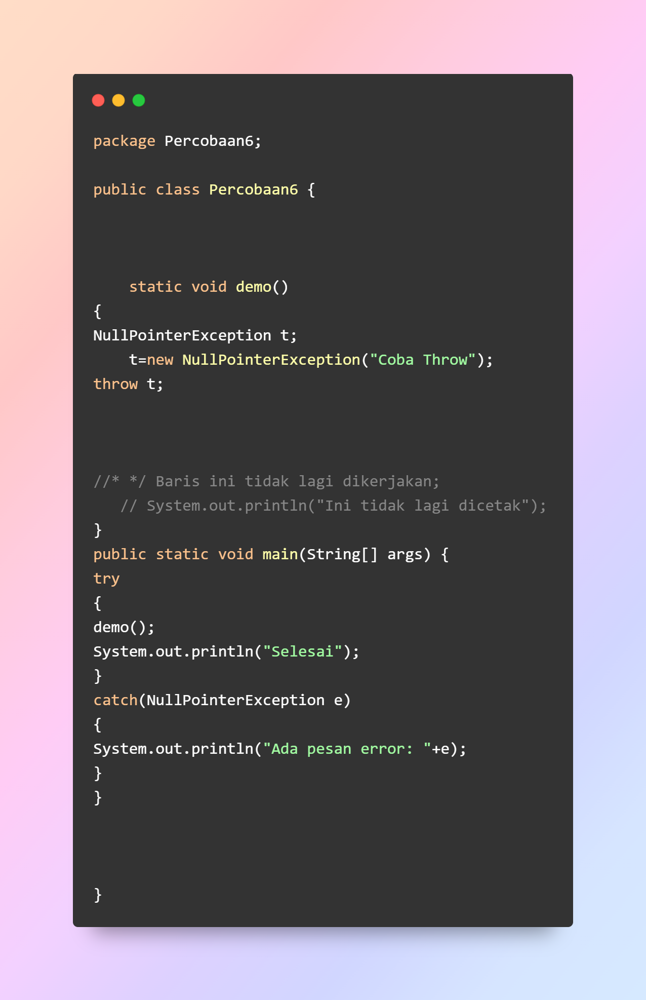 package Percobaan6;
public class Percobaan6 {
    static void demo()
{
NullPointerException t;
    t=new NullPointerException("Coba Throw");
throw t;
//* */ Baris ini tidak lagi dikerjakan;
   // System.out.println("Ini tidak lagi dicetak");
}
public static void main(String[] args) {
try
{
demo();
System.out.println("Selesai");
}
catch(NullPointerException e)
{
System.out.println("Ada pesan error: "+e);
}
}
}